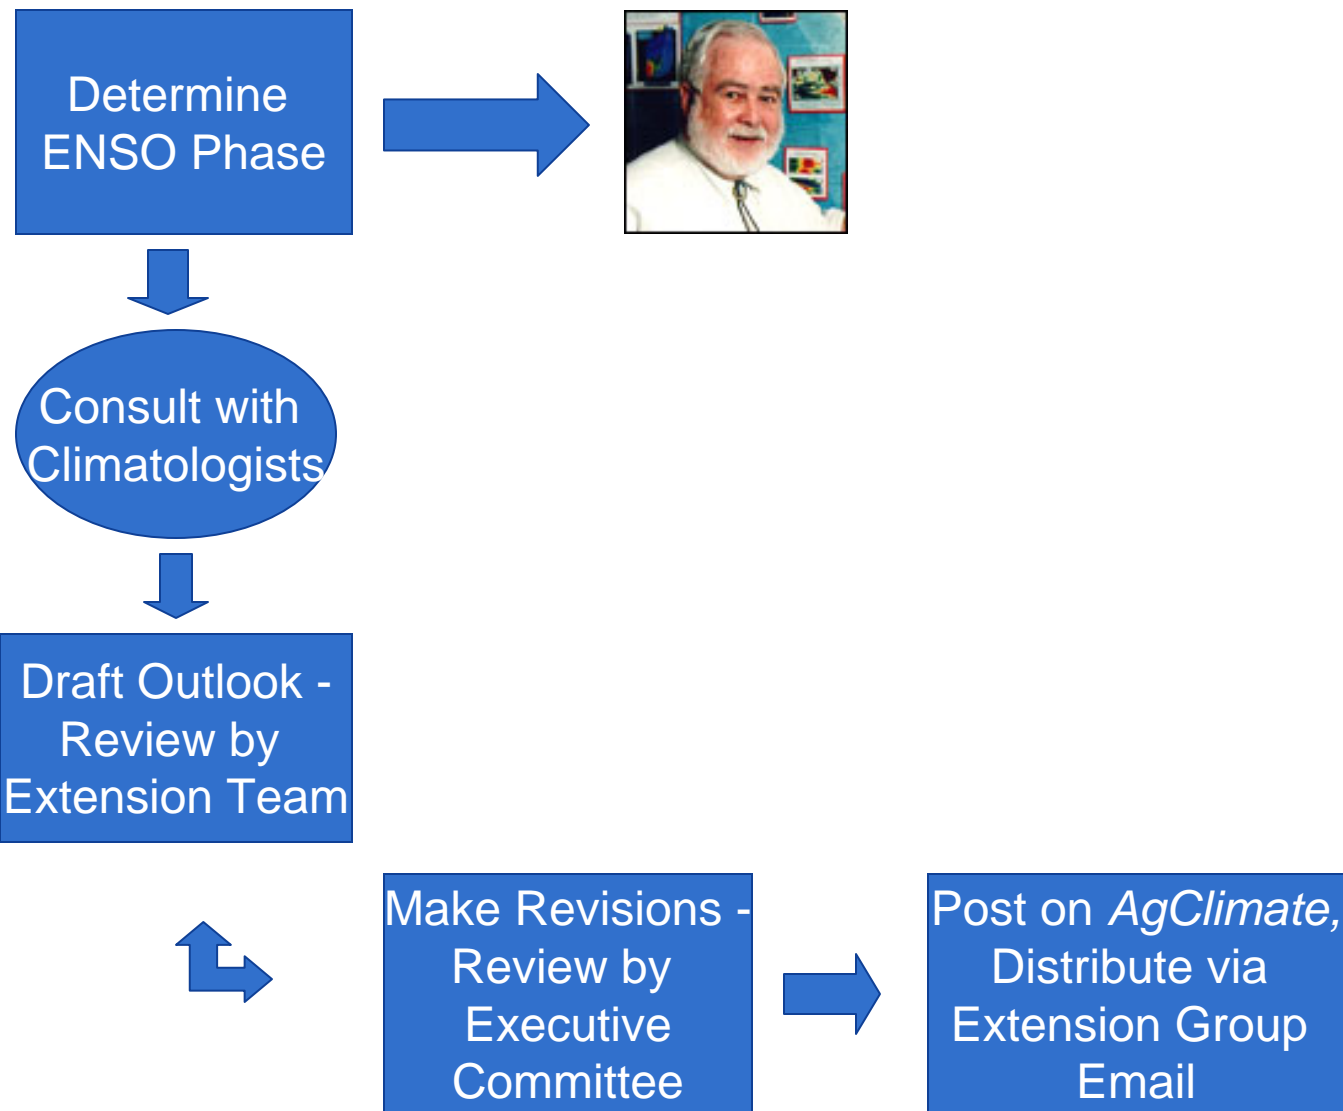 Determine
ENSO Phase
Consult with
Climatologists
Draft Outlook -
Review by
Extension Team
Make Revisions -
Review by
Executive
Committee
Post on AgClimate,
Distribute via
Extension Group
Email